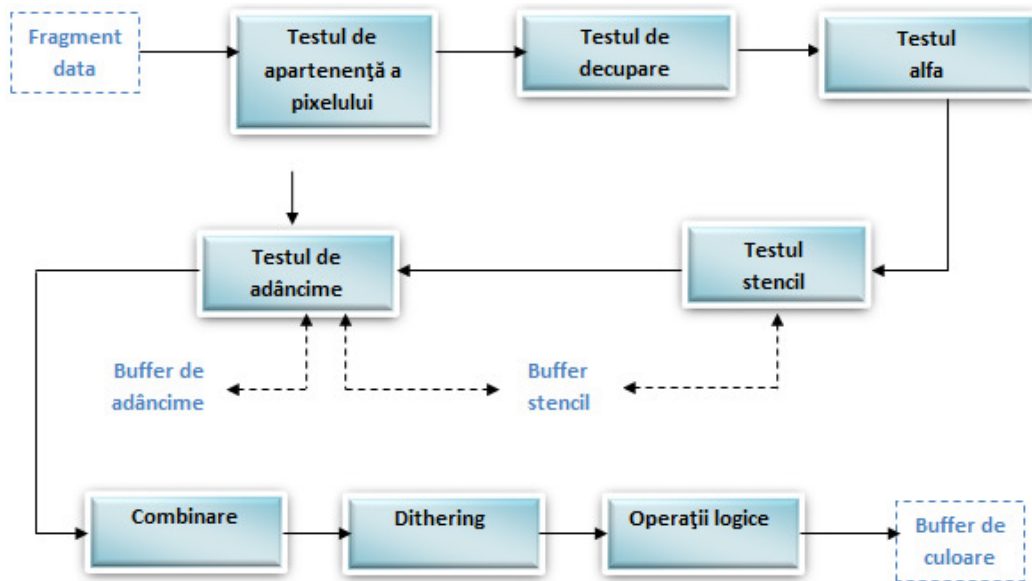 Fragment
data
Testul de
apartenenţă a
pixelului
Testul de
decupare
Testul
alfa
Testul de
adâncime
Testul
stencil
Buffer de
adâncime
Buffer
stencil
Combinare
Dithering
Operaţii logice
Buffer de
culoare